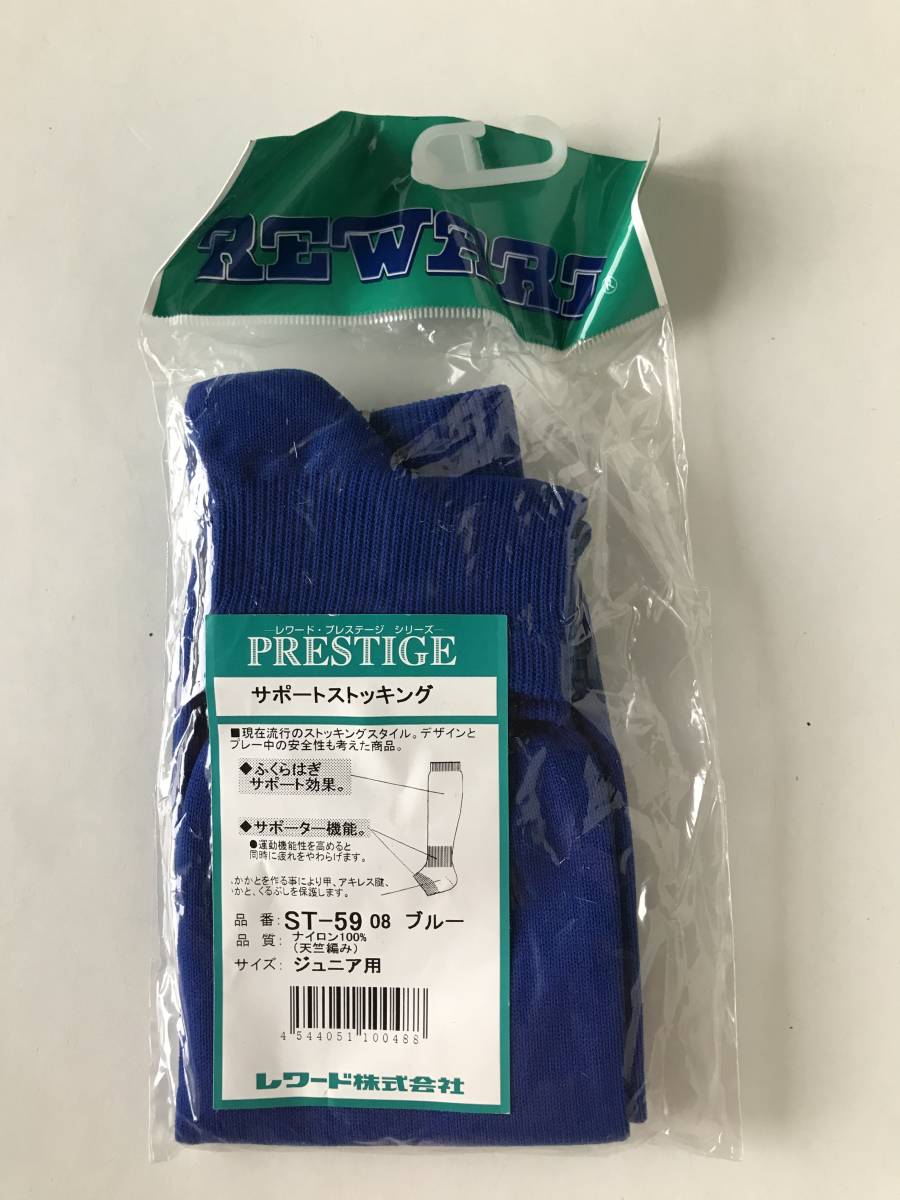 REWARD®
レワード・プレステージ シリーズ
PRESTIGE
サポートストッキング
■現在流行のストッキングスタイル。デザインと
プレー中の安全性も考えた商品。
◆ふくらはぎ
サポート効果。
◆サポーター機能。
●運動機能性を高めると
同時に疲れをやわらげます。
かかとを作る事により甲、アキレス腱、
かと、くるぶしを保護します。
品番:ST-59 08 ブルー
品質:ナイロン100%
(天竺編み)
サイズ:ジュニア用
4 544051 100488
レワード株式会社